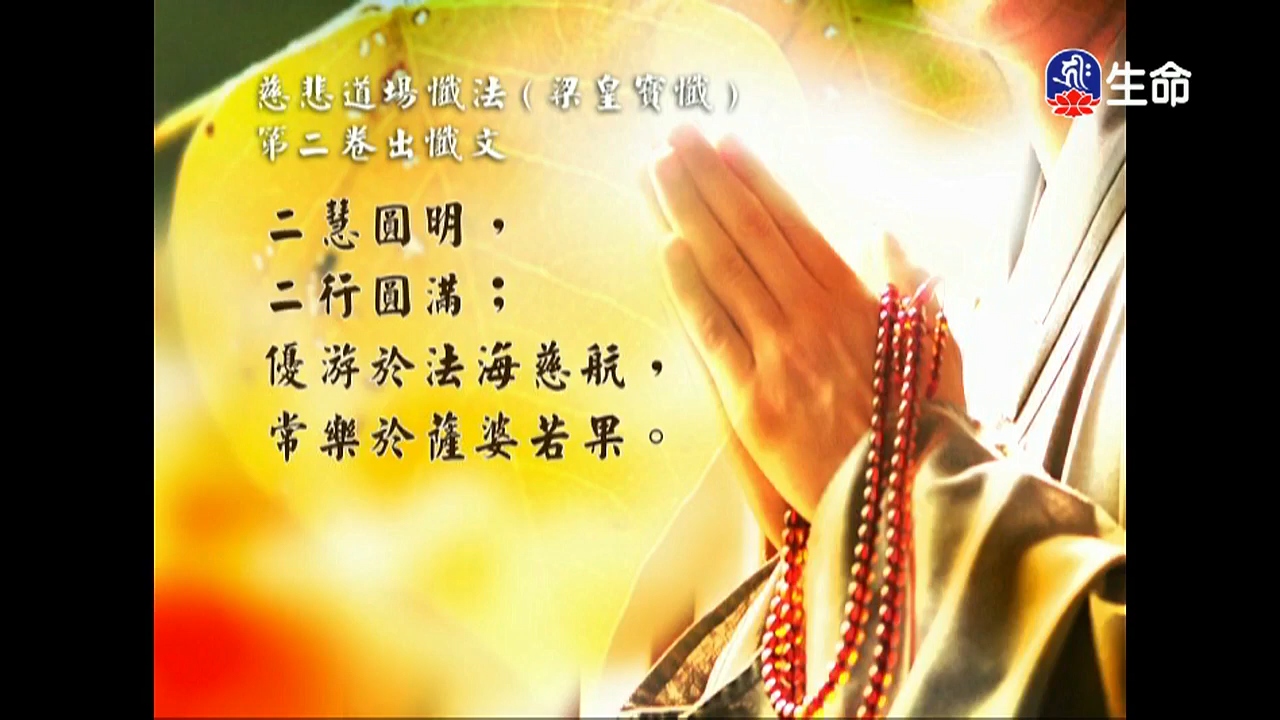 慈悲道場懺法(梁皇寶懺)
第二卷出懺文
生命
二慧圓明，
二行圓滿；
優游於法海慈航，
常樂於薩婆若果。